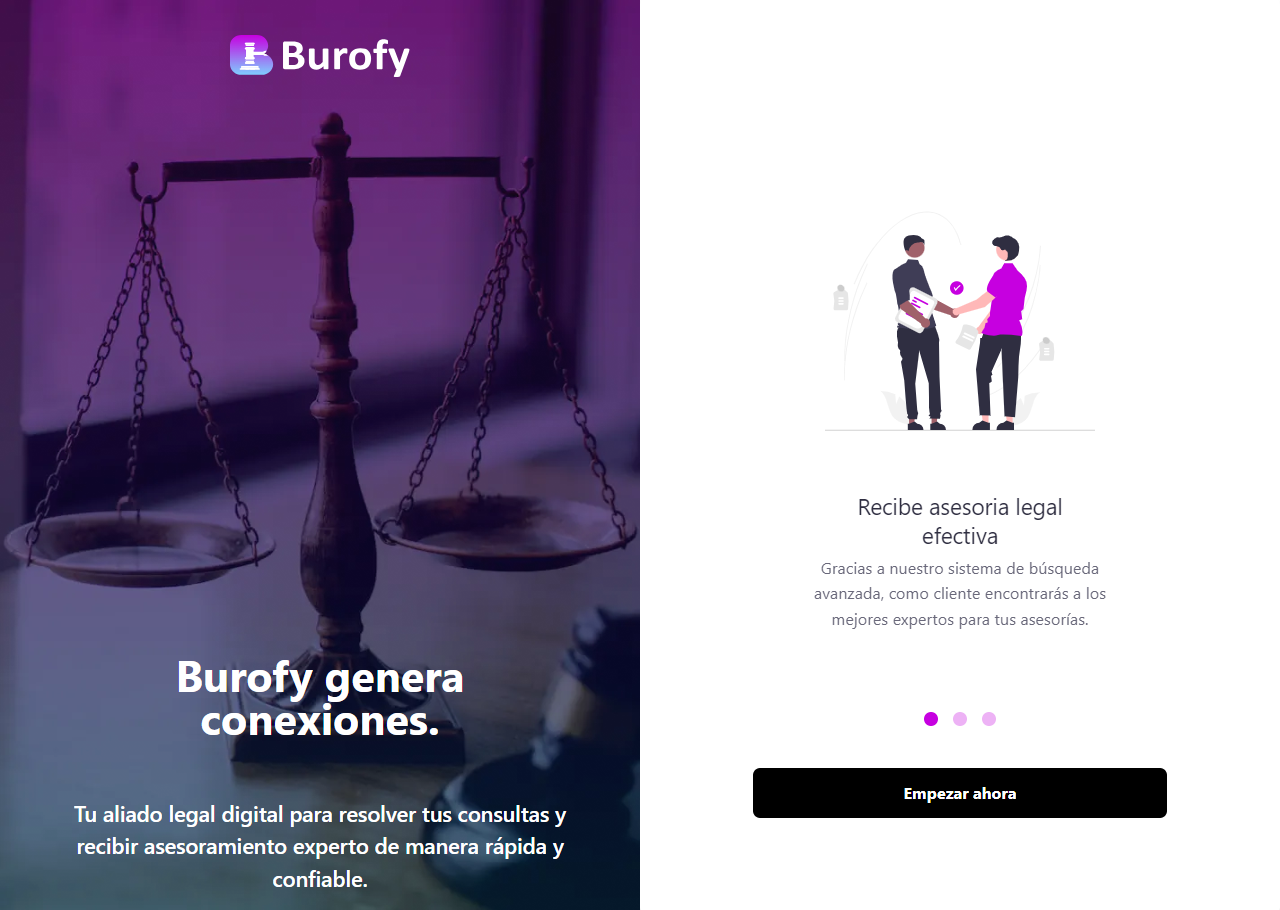 Burofy
Burofy genera
conexiones.
Tu aliado legal digital para resolver tus consultas y
recibir asesoramiento experto de manera rápida y
confiable.
Recibe asesoria legal
efectiva
Gracias a nuestro sistema de búsqueda
avanzada, como cliente encontrarás a los
mejores expertos para tus asesorías.
Empezar ahora